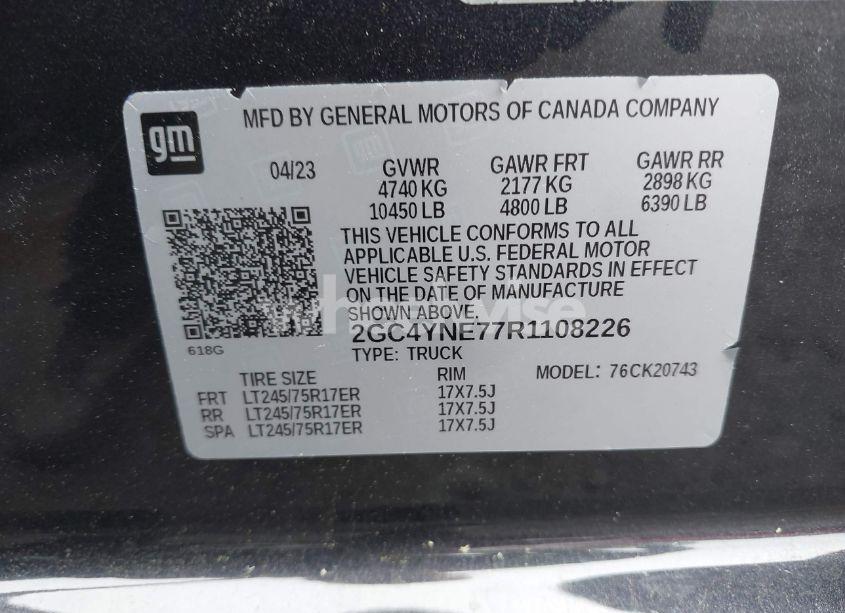 gm
MFD BY GENERAL MOTORS OF CANADA COMPANY
04/23 GVWR GAWR FRT GAWR RR
4740 KG 2177 KG 2898 KG
10450 LB 4800 LB 6390 LB
THIS VEHICLE CONFORMS TO ALL
APPLICABLE U.S. FEDERAL MOTOR
VEHICLE SAFETY STANDARDS IN EFFECT
ON THE DATE OF MANUFACTURE
SHOWN ABOVE.
2GC4YNE77R1108226
618G
TYPE: TRUCK
TIRE SIZE RIM MODEL: 76CK20743
FRT LT245/75R17ER 17X7.5J
RR LT245/75R17ER 17X7.5J
SPA LT245/75R17ER 17X7.5J